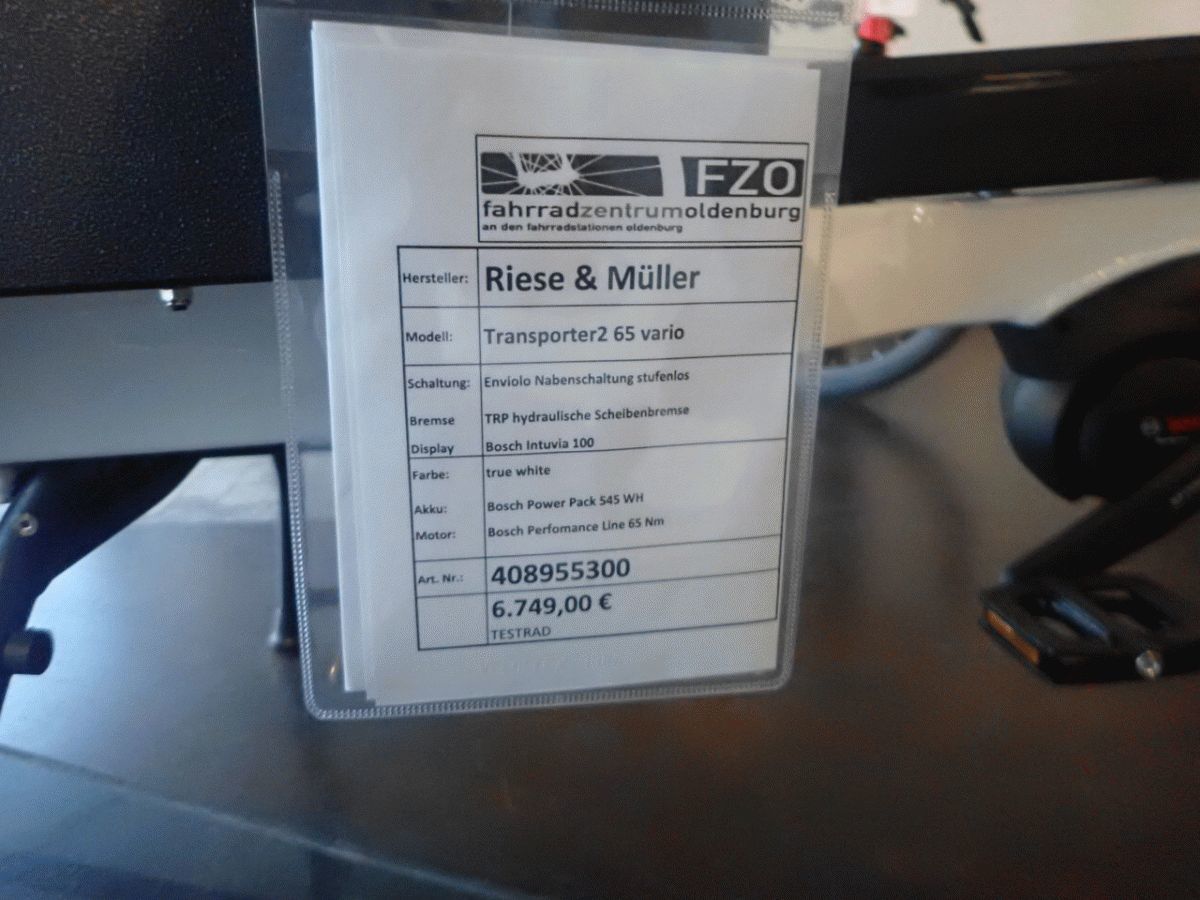 FZO
fahrradzentrumoldenburg
an den fahrradstationen oldenburg
Hersteller: Riese & Müller
Modell: Transporter2 65 vario
Schaltung: Enviolo Nabenschaltung stufenlos
Bremse TRP hydraulische Scheibenbremse
Display Bosch Intuvia 100
Farbe: true white
Akku: Bosch Power Pack 545 WH
Motor: Bosch Perfomance Line 65 Nm
Art. Nr.: 408955300
6.749,00 €
TESTRAD